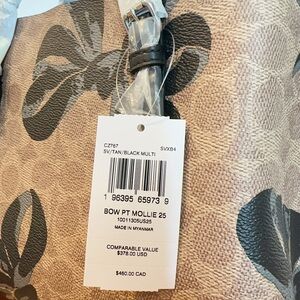 CZ767 SVXB4
SV/TAN/BLACK MULTI
1 96395 65973 9
BOW PT MOLLIE 25
10011305US25
MADE IN MYANMAR
COMPARABLE VALUE
$378.00 USD
$460.00 CAD